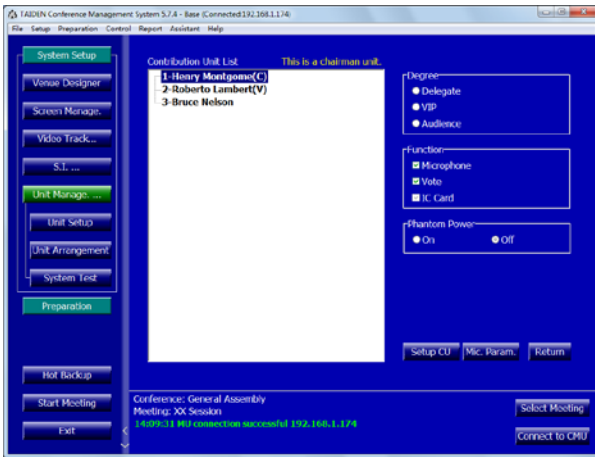 TAIDEN Conference Management System 5.7.4 - Base (Connected:192.168.1.174)
File Setup Preparation Control Report Assistant Help
System Setup
Venue Designer
Screen Manage.
Video Track...
S.I. ...
Unit Manage. ...
Unit Setup
Unit Arrangement
System Test
Preparation
Hot Backup
Start Meeting
Exit
Contribution Unit List
This is a chairman unit.
1-Henry Montgome(C)
2-Roberto Lambert(V)
3-Bruce Nelson
Degree
Delegate
VIP
Audience
Function
Microphone
Vote
IC Card
Phantom Power
On Off
Setup CU Mic. Param. Return
Conference: General Assembly
Meeting: XX Session
14:09:31 MU connection successful 192.168.1.174
Select Meeting
Connect to CMU